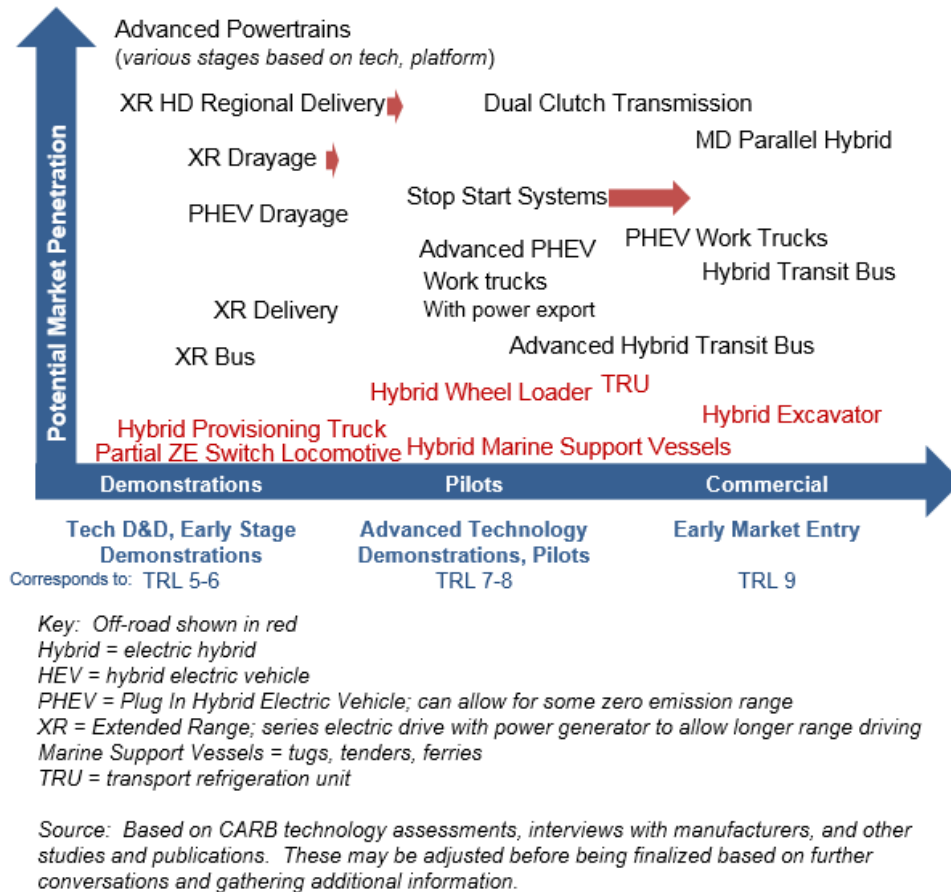 Potential Market Penetration
Advanced Powertrains
(various stages based on tech, platform)
XR HD Regional Delivery
Dual Clutch Transmission
MD Parallel Hybrid
XR Drayage
Stop Start Systems
PHEV Drayage
PHEV Work Trucks
Advanced PHEV
Work trucks
With power export
Hybrid Transit Bus
XR Delivery
Advanced Hybrid Transit Bus
XR Bus
Hybrid Wheel Loader
TRU
Hybrid Excavator
Hybrid Provisioning Truck
Partial ZE Switch Locomotive
Hybrid Marine Support Vessels
Demonstrations
Pilots
Commercial
Tech D&D, Early Stage
Demonstrations
Advanced Technology
Demonstrations, Pilots
Early Market Entry
Corresponds to: TRL 5-6
TRL 7-8
TRL 9
Key: Off-road shown in red
Hybrid = electric hybrid
HEV = hybrid electric vehicle
PHEV = Plug In Hybrid Electric Vehicle; can allow for some zero emission range
XR = Extended Range; series electric drive with power generator to allow longer range driving
Marine Support Vessels = tugs, tenders, ferries
TRU = transport refrigeration unit
Source: Based on CARB technology assessments, interviews with manufacturers, and other
studies and publications. These may be adjusted before being finalized based on further
conversations and gathering additional information.